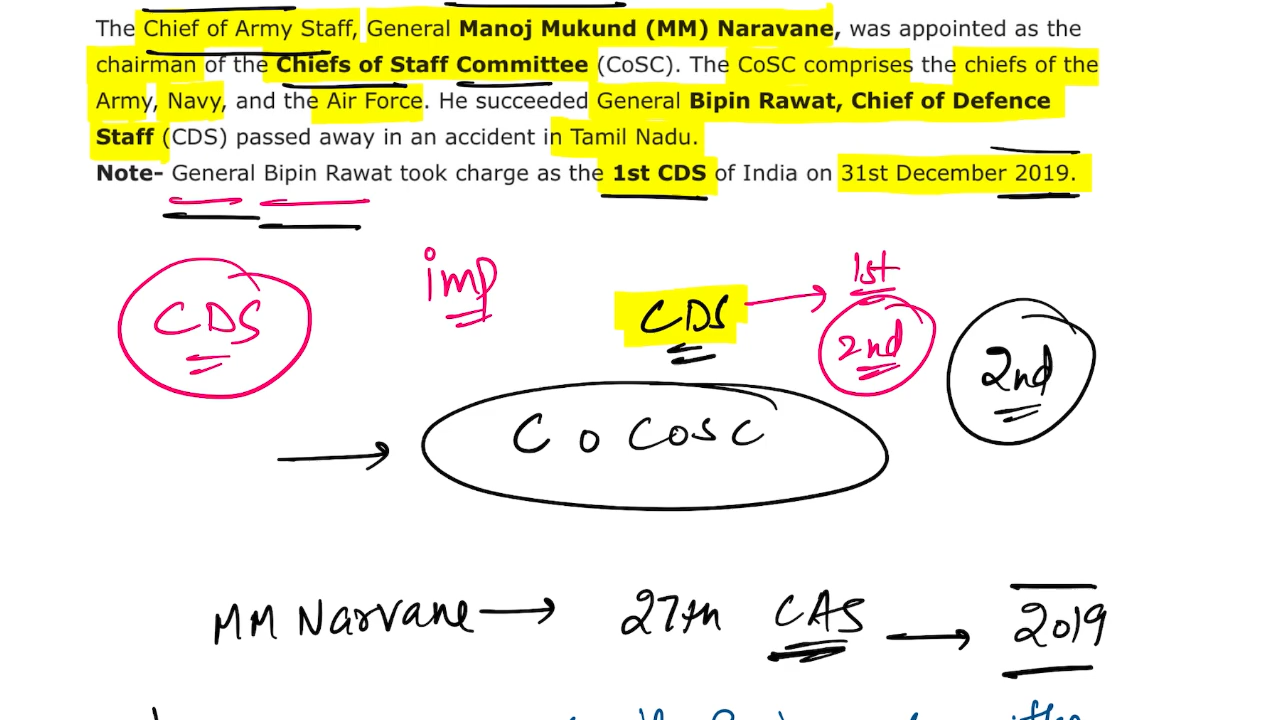 The Chief of Army Staff, General Manoj Mukund (MM) Naravane, was appointed as the
chairman of the Chiefs of Staff Committee (CoSC). The CoSC comprises the chiefs of the
Army, Navy, and the Air Force. He succeeded General Bipin Rawat, Chief of Defence
Staff (CDS) passed away in an accident in Tamil Nadu.
Note- General Bipin Rawat took charge as the 1st CDS of India on 31st December 2019.
imp
1st
CDS
CDS
2nd
2nd
C o CosC
MM Narvane 27th CAS 2019